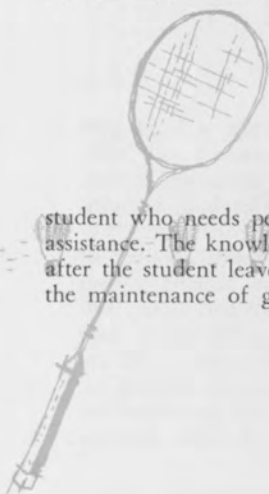 student who needs
assistance. The
after the student
the maintenance of